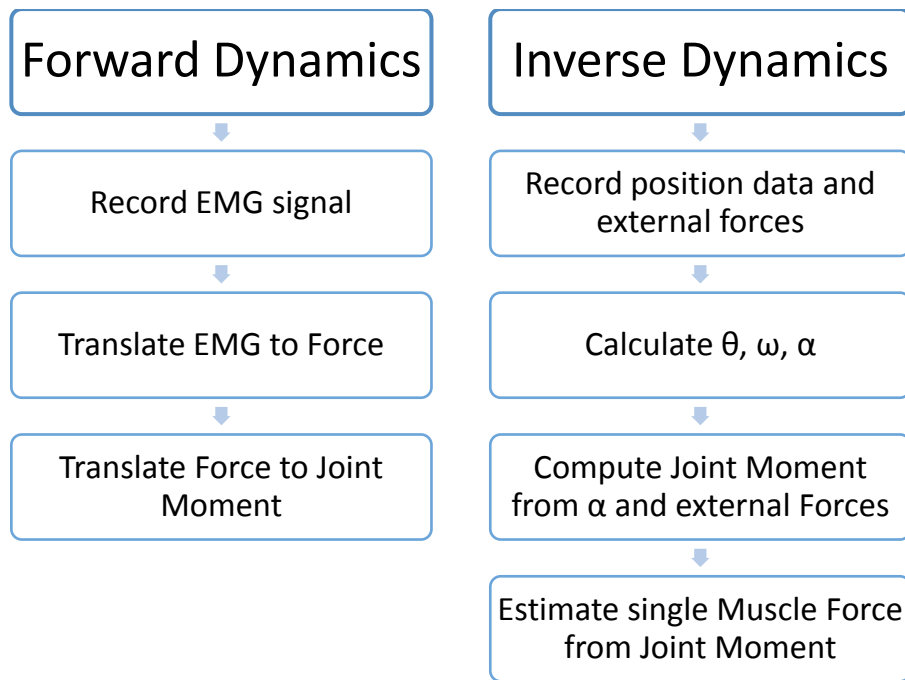 Forward Dynamics
Record EMG signal
Translate EMG to Force
Translate Force to Joint
Moment
Inverse Dynamics
Record position data and
external forces
Calculate θ, ω, α
Compute Joint Moment
from α and external Forces
Estimate single Muscle Force
from Joint Moment